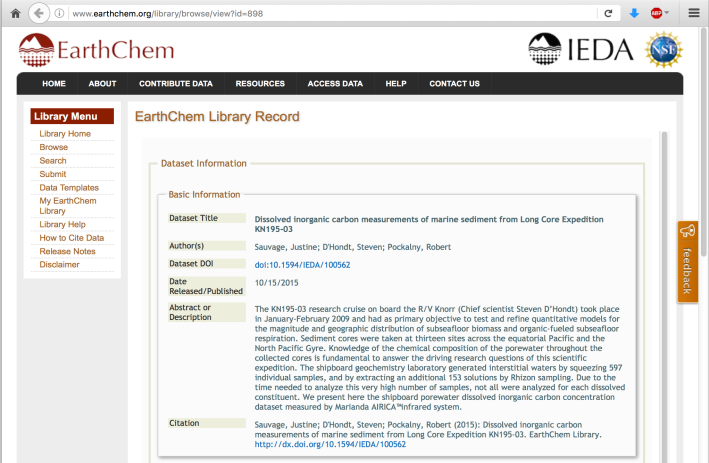 www.earthchem.org/library/browse/view?id=898
ABP
EarthChem
IEDA
NSF
HOME ABOUT CONTRIBUTE DATA RESOURCES ACCESS DATA HELP CONTACT US
Library Menu
Library Home
Browse
Search
Submit
Data Templates
My EarthChem
Library
Library Help
How to Cite Data
Release Notes
Disclaimer
EarthChem Library Record
Dataset Information
Basic Information
Dataset Title
Dissolved inorganic carbon measurements of marine sediment from Long Core Expedition
KN195-03
Author(s)
Sauvage, Justine; D'Hondt, Steven; Pockalny, Robert
Dataset DOI
doi:10.1594/IEDA/100562
Date
Released/Published
10/15/2015
Abstract or
Description
The KN195-03 research cruise on board the R/V Knorr (Chief scientist Steven D'Hondt) took place
in January-February 2009 and had as primary objective to test and refine quantitative models for
the magnitude and geographic distribution of subseafloor biomass and organic-fueled subseafloor
respiration. Sediment cores were taken at thirteen sites across the equatorial Pacific and the
North Pacific Gyre. Knowledge of the chemical composition of the porewater throughout the
collected cores is fundamental to answer the driving research questions of this scientific
expedition. The shipboard geochemistry laboratory generated interstitial waters by squeezing 597
individual samples, and by extracting an additional 153 solutions by Rhizon sampling. Due to the
time needed to analyze this very high number of samples, not all were analyzed for each dissolved
constituent. We present here the shipboard porewater dissolved inorganic carbon concentration
dataset measured by Marianda AIRICA™infrared system.
Citation
Sauvage, Justine; D'Hondt, Steven; Pockalny, Robert (2015): Dissolved inorganic carbon
measurements of marine sediment from Long Core Expedition KN195-03. EarthChem Library.
http://dx.doi.org/10.1594/IEDA/100562
feedback